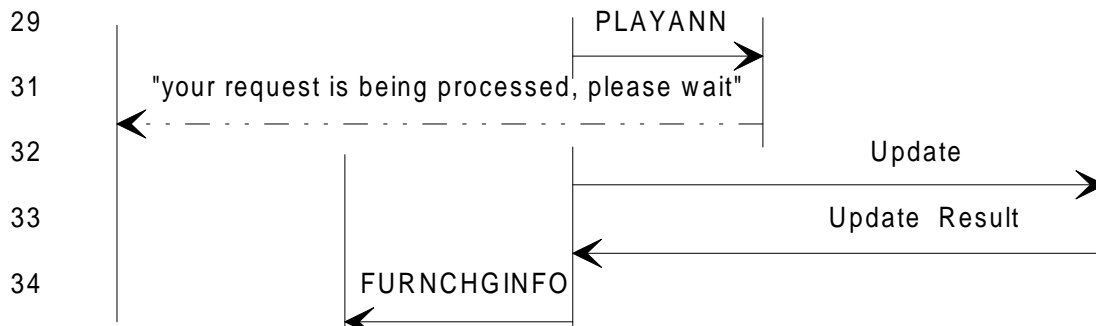 29 PLAYANN
31 "your request is being processed, please wait"
32 Update
33 Update Result
34 FURNCHGINFO